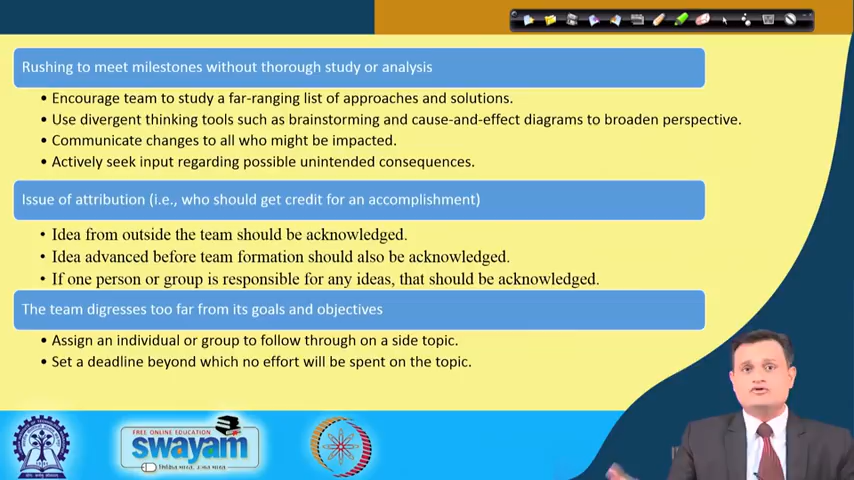 Rushing to meet milestones without thorough study or analysis
• Encourage team to study a far-ranging list of approaches and solutions.
• Use divergent thinking tools such as brainstorming and cause-and-effect diagrams to broaden perspective.
• Communicate changes to all who might be impacted.
• Actively seek input regarding possible unintended consequences.
Issue of attribution (i.e., who should get credit for an accomplishment)
• Idea from outside the team should be acknowledged.
• Idea advanced before team formation should also be acknowledged.
• If one person or group is responsible for any ideas, that should be acknowledged.
The team digresses too far from its goals and objectives
• Assign an individual or group to follow through on a side topic.
• Set a deadline beyond which no effort will be spent on the topic.
FREE ONLINE EDUCATION
swayam